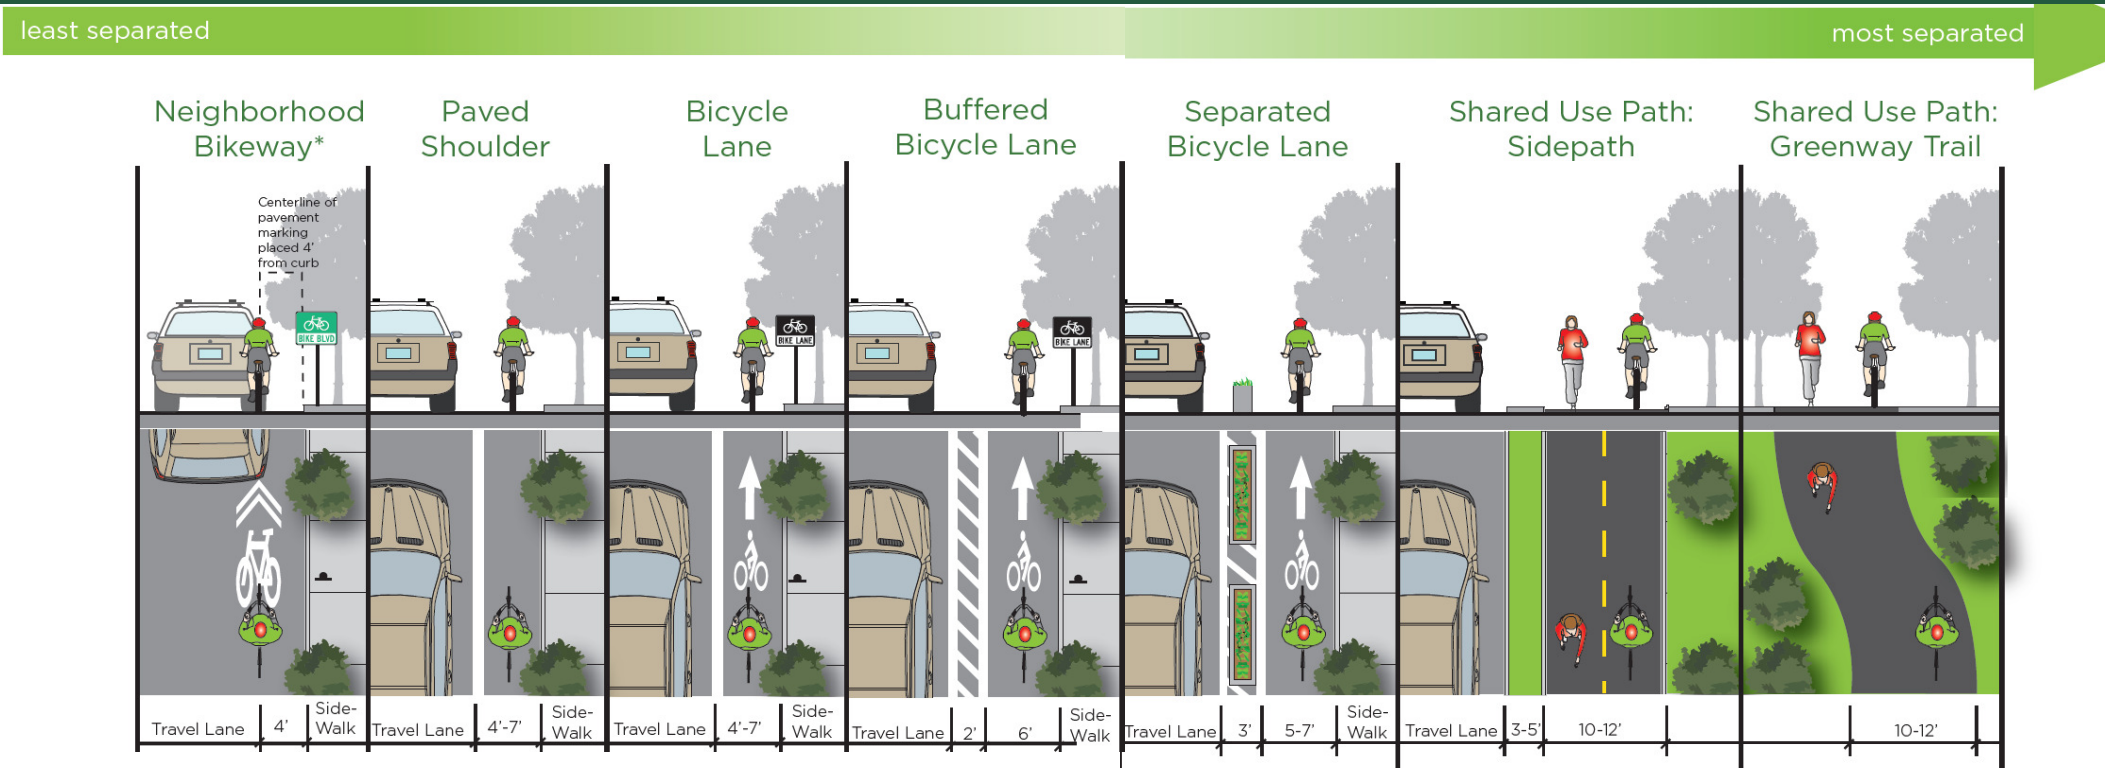 least separated
most separated
Neighborhood
Bikeway*
Paved
Shoulder
Bicycle
Lane
Buffered
Bicycle Lane
Separated
Bicycle Lane
Shared Use Path:
Sidepath
Shared Use Path:
Greenway Trail
Centerline of
pavement
marking
placed 4'
from curb
BIKE BLVD
BIKE LANE
BIKE LANE
Travel Lane
4'
Side-
Walk
Travel Lane
4'-7'
Side-
Walk
Travel Lane
4'-7'
Side-
Walk
Travel Lane
2'
6'
Side-
Walk
Travel Lane
3'
5-7'
Side-
Walk
Travel Lane
3-5'
10-12'
10-12'